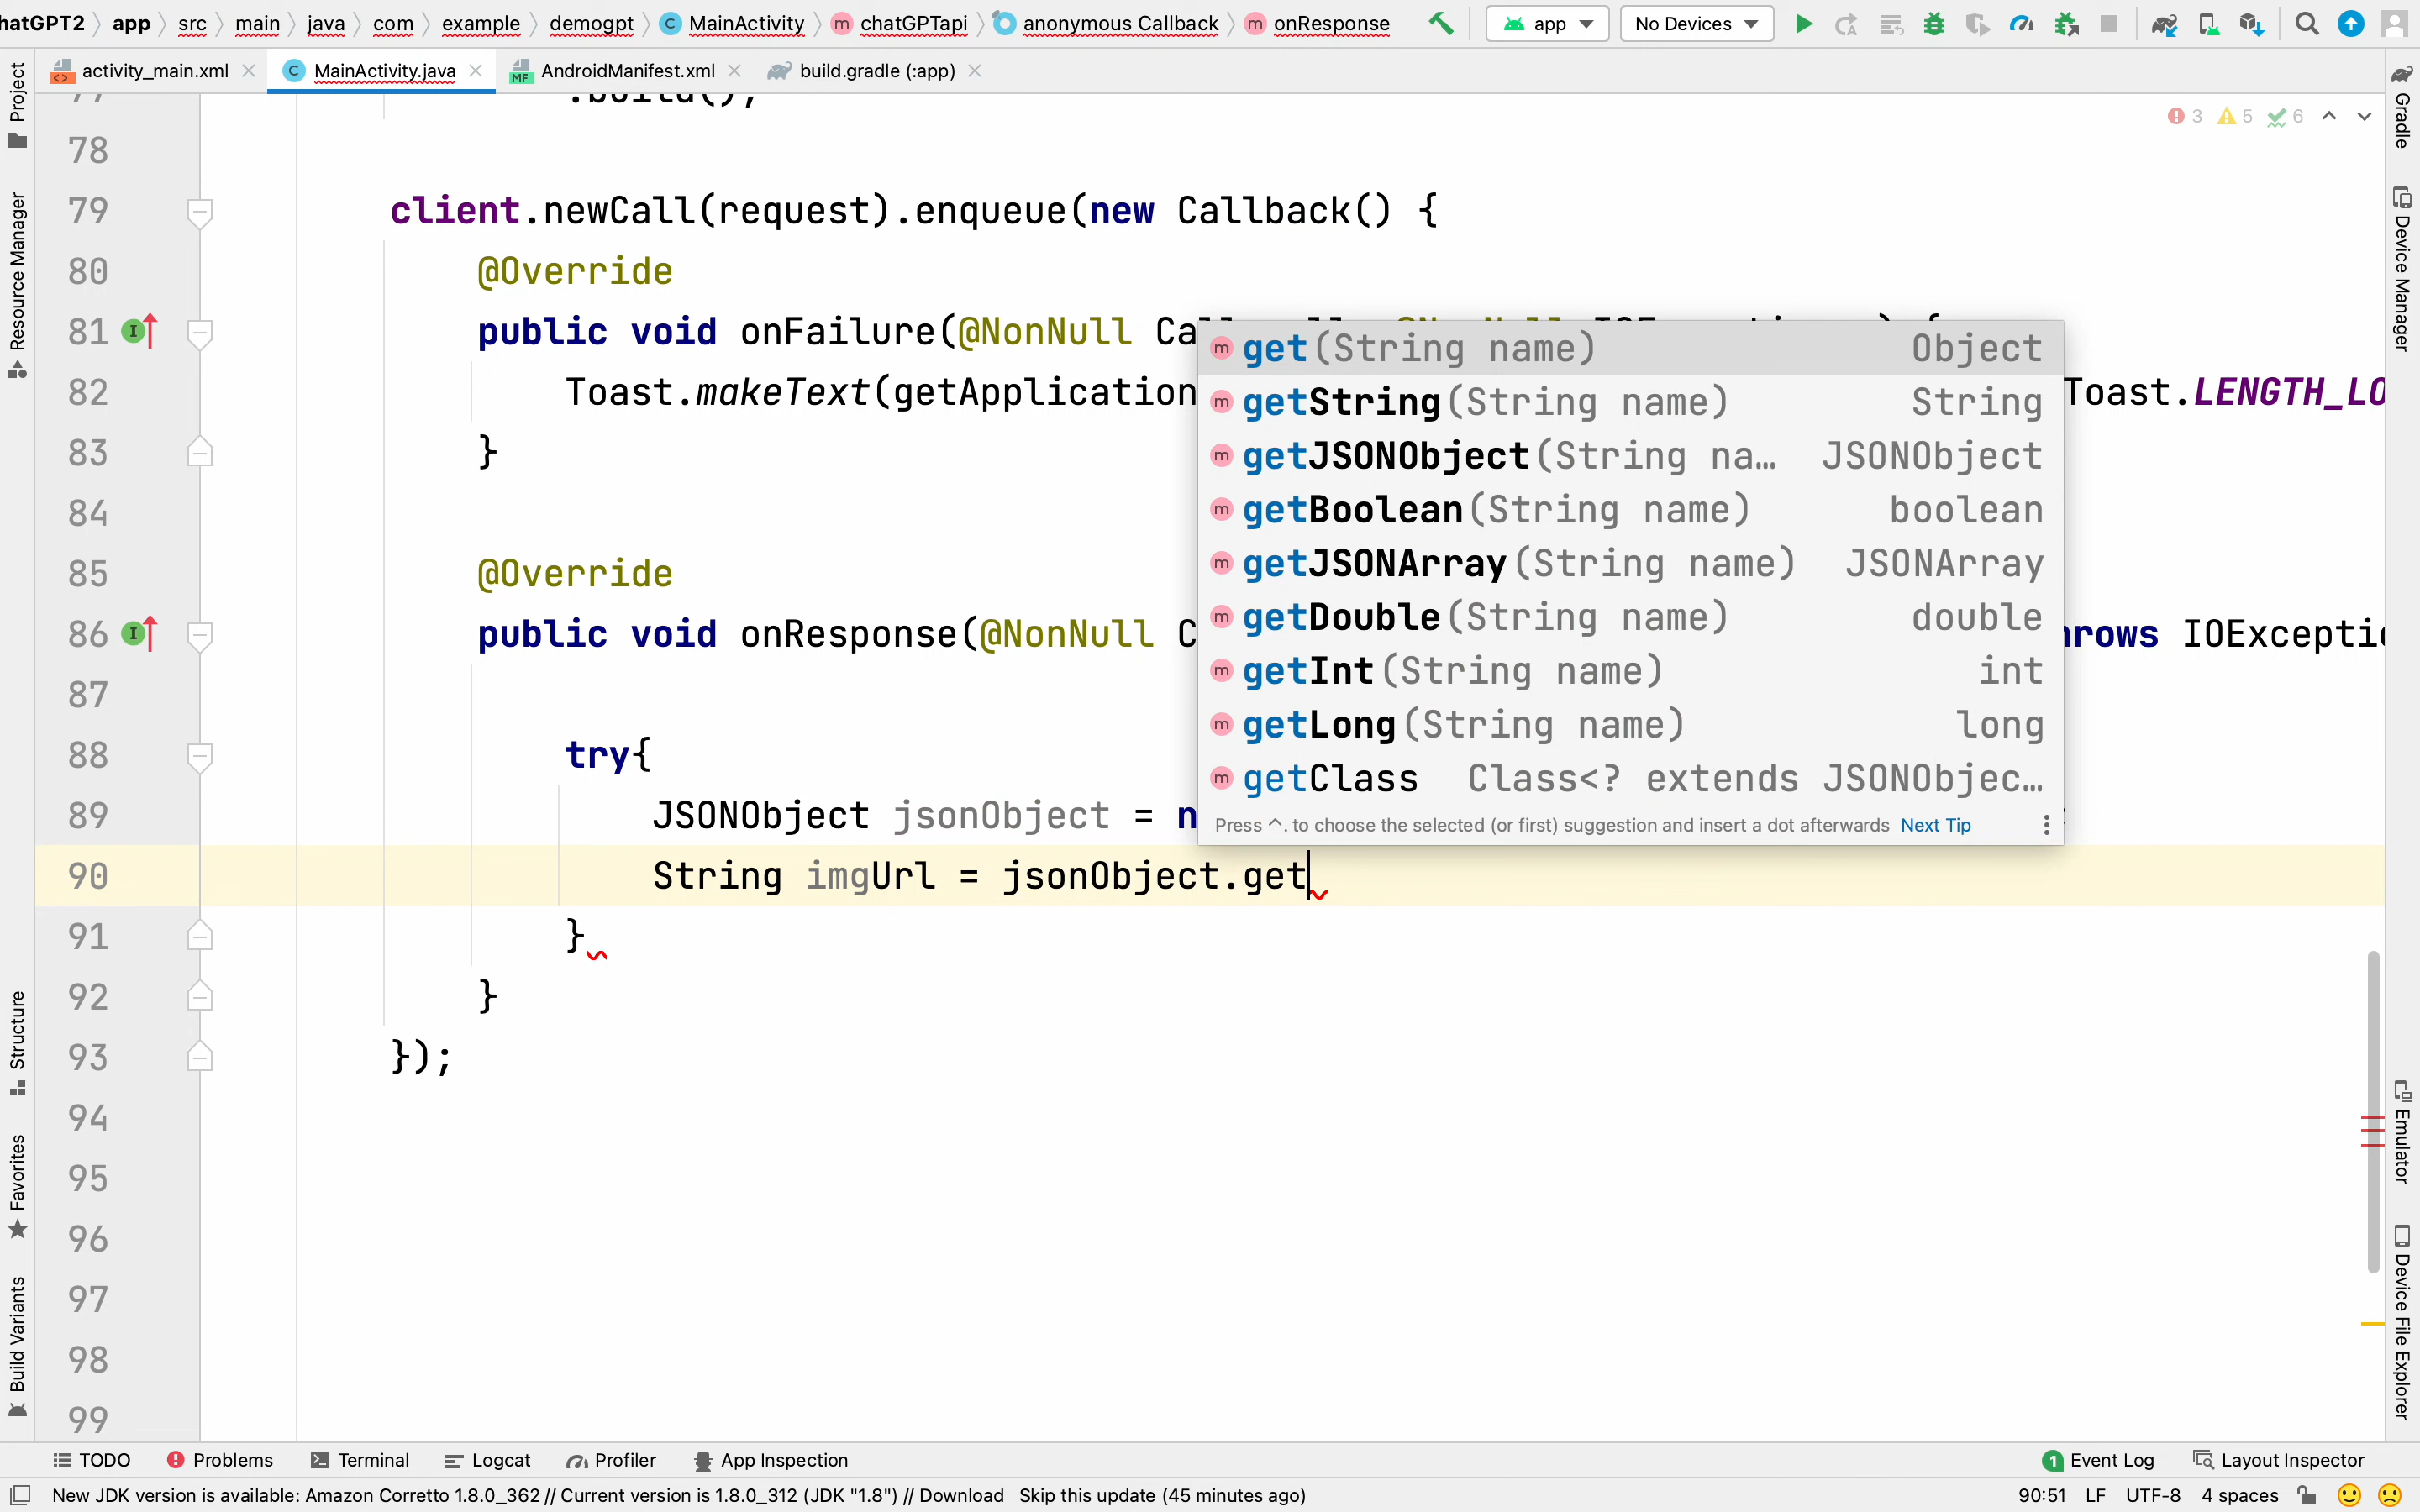 hatGPT2 app src main java com example demogpt MainActivity chatGPTapi anonymous Callback onResponse app No Devices
activity_main.xml MainActivity.java AndroidManifest.xml build.gradle (:app)
Project
Resource Manager
Structure
Favorites
Build Variants
3 5 6
77 .build();
78
79 client.newCall(request).enqueue(new Callback() {
80 @Override
81 public void onFailure(@NonNull
82 Toast.makeText(getApplication Toast.LENGTH_LO
83 }
84
85 @Override
86 public void onResponse(@NonNull C hrows IOExcepti
87
88 try{
89 JSONObject jsonObject = n
90 String imgUrl = jsonObject.get
91 }
92 }
93 });
94
95
96
97
98
99
get(String name) Object
getString(String name) String
getJSONObject(String na… JSONObject
getBoolean(String name) boolean
getJSONArray(String name) JSONArray
getDouble(String name) double
getInt(String name) int
getLong(String name) long
getClass Class<? extends JSONObjec…
Press ^. to choose the selected (or first) suggestion and insert a dot afterwards Next Tip
Gradle
Device Manager
Emulator
Device File Explorer
TODO Problems Terminal Logcat Profiler App Inspection 1 Event Log Layout Inspector
New JDK version is available: Amazon Corretto 1.8.0_362 // Current version is 1.8.0_312 (JDK "1.8") // Download Skip this update (45 minutes ago) 90:51 LF UTF-8 4 spaces